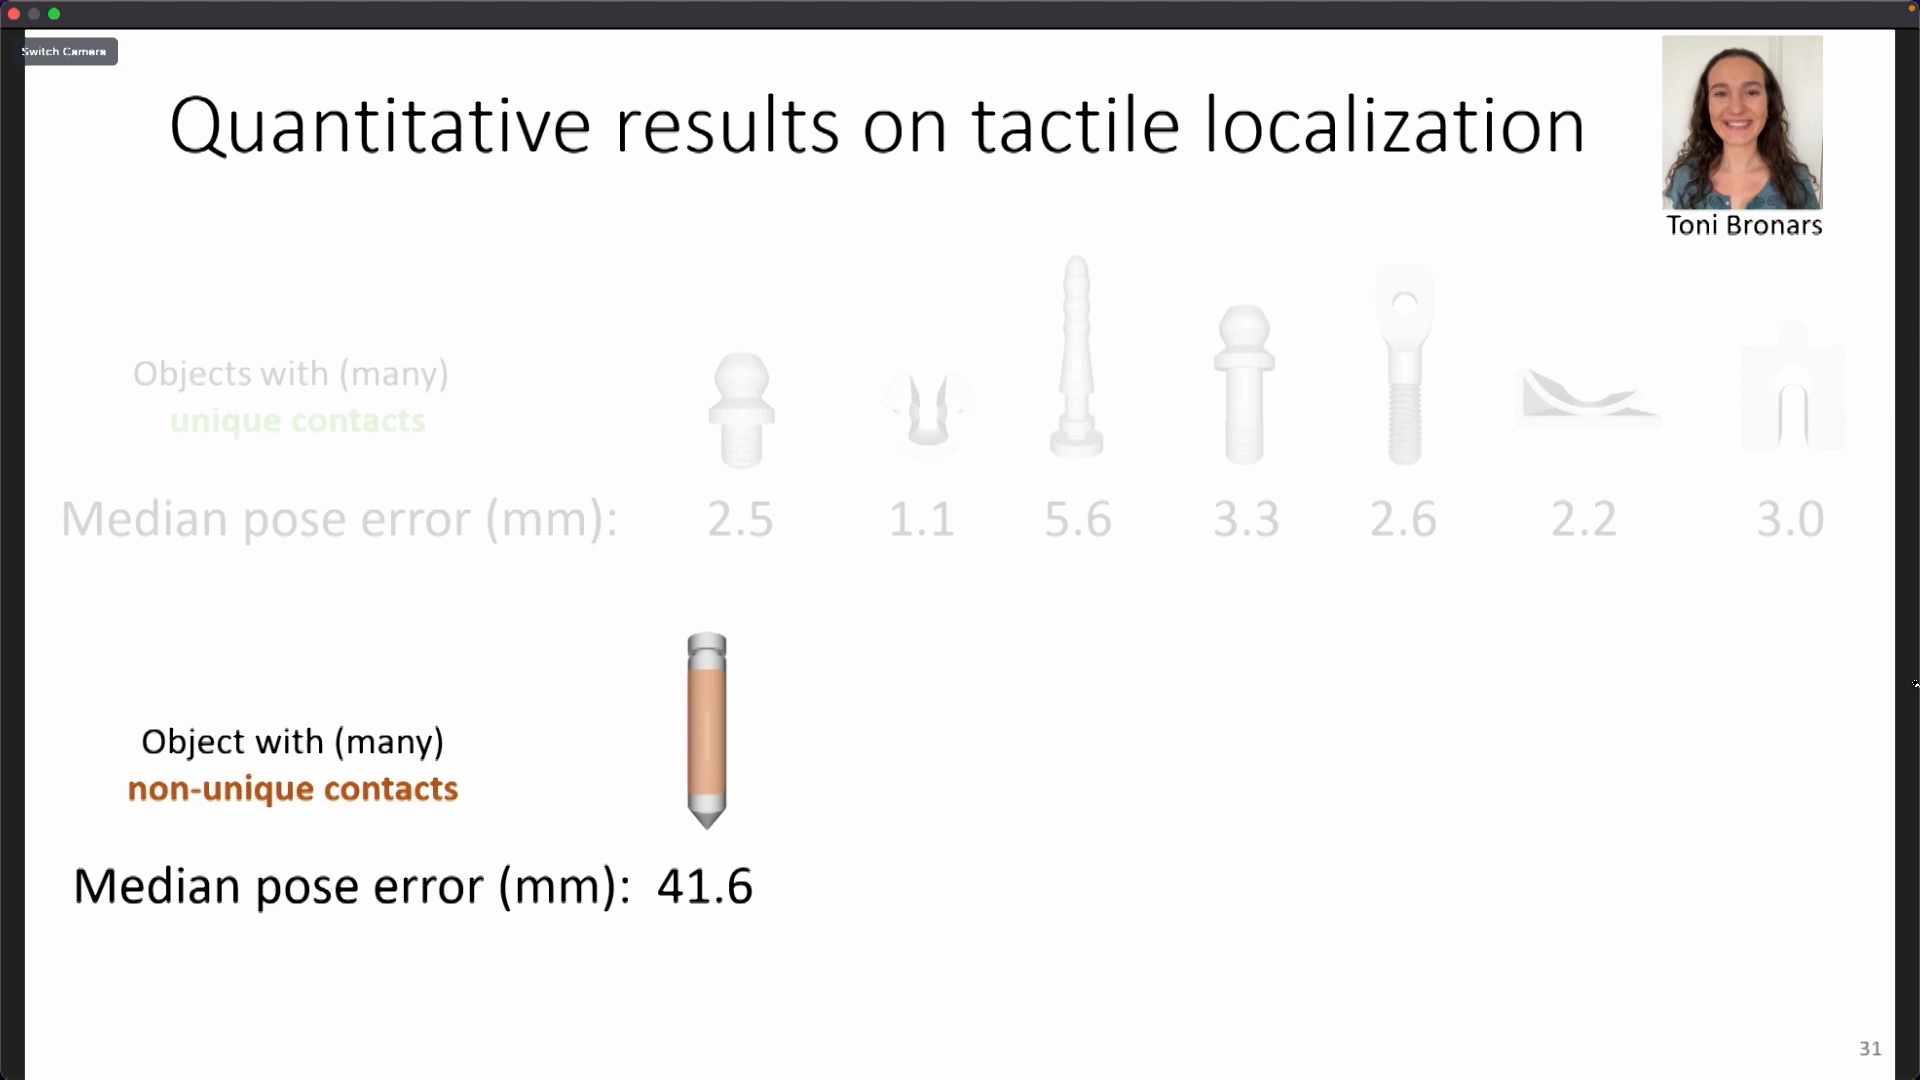 Switch Camera
Quantitative results on tactile localization
Toni Bronars
Objects with (many)
unique contacts
Median pose error (mm): 2.5 1.1 5.6 3.3 2.6 2.2 3.0
Object with (many)
non-unique contacts
Median pose error (mm): 41.6
31